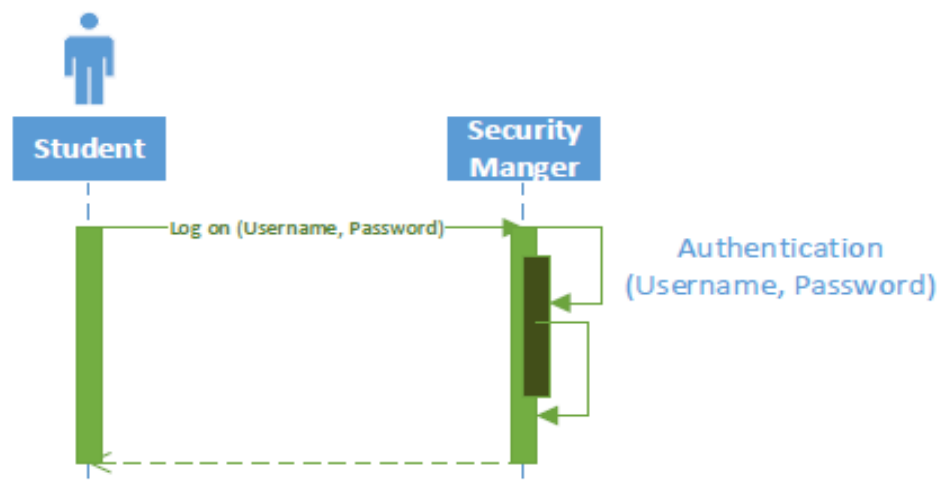 Student
Security
Manger
Log on (Username, Password)
Authentication
(Username, Password)